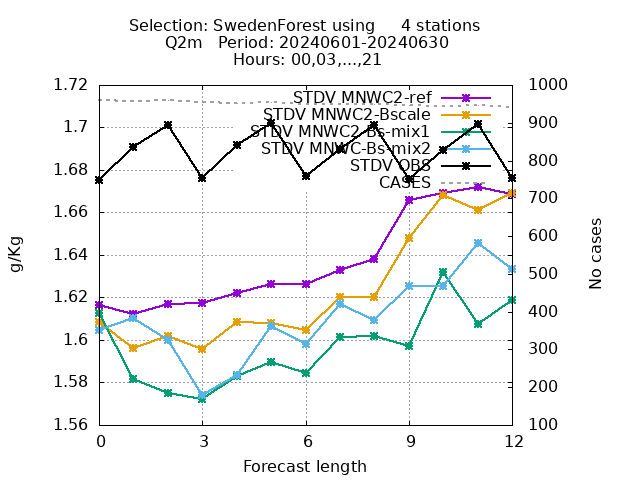 Selection: SwedenForest using     4 stations
Q2m   Period: 20240601-20240630
Hours: 00,03,...,21
1.72
1.7
1.68
1.66
1.64
1.62
1.6
1.58
1.56
1000
900
800
700
600
500
400
300
200
100
0
3
6
9
12
g/Kg
No cases
Forecast length
STDV MNWC2-ref
STDV MNWC2-Bscale
STDV MNWC2-Bs-mix1
STDV MNWC-Bs-mix2
STDV OBS
CASES